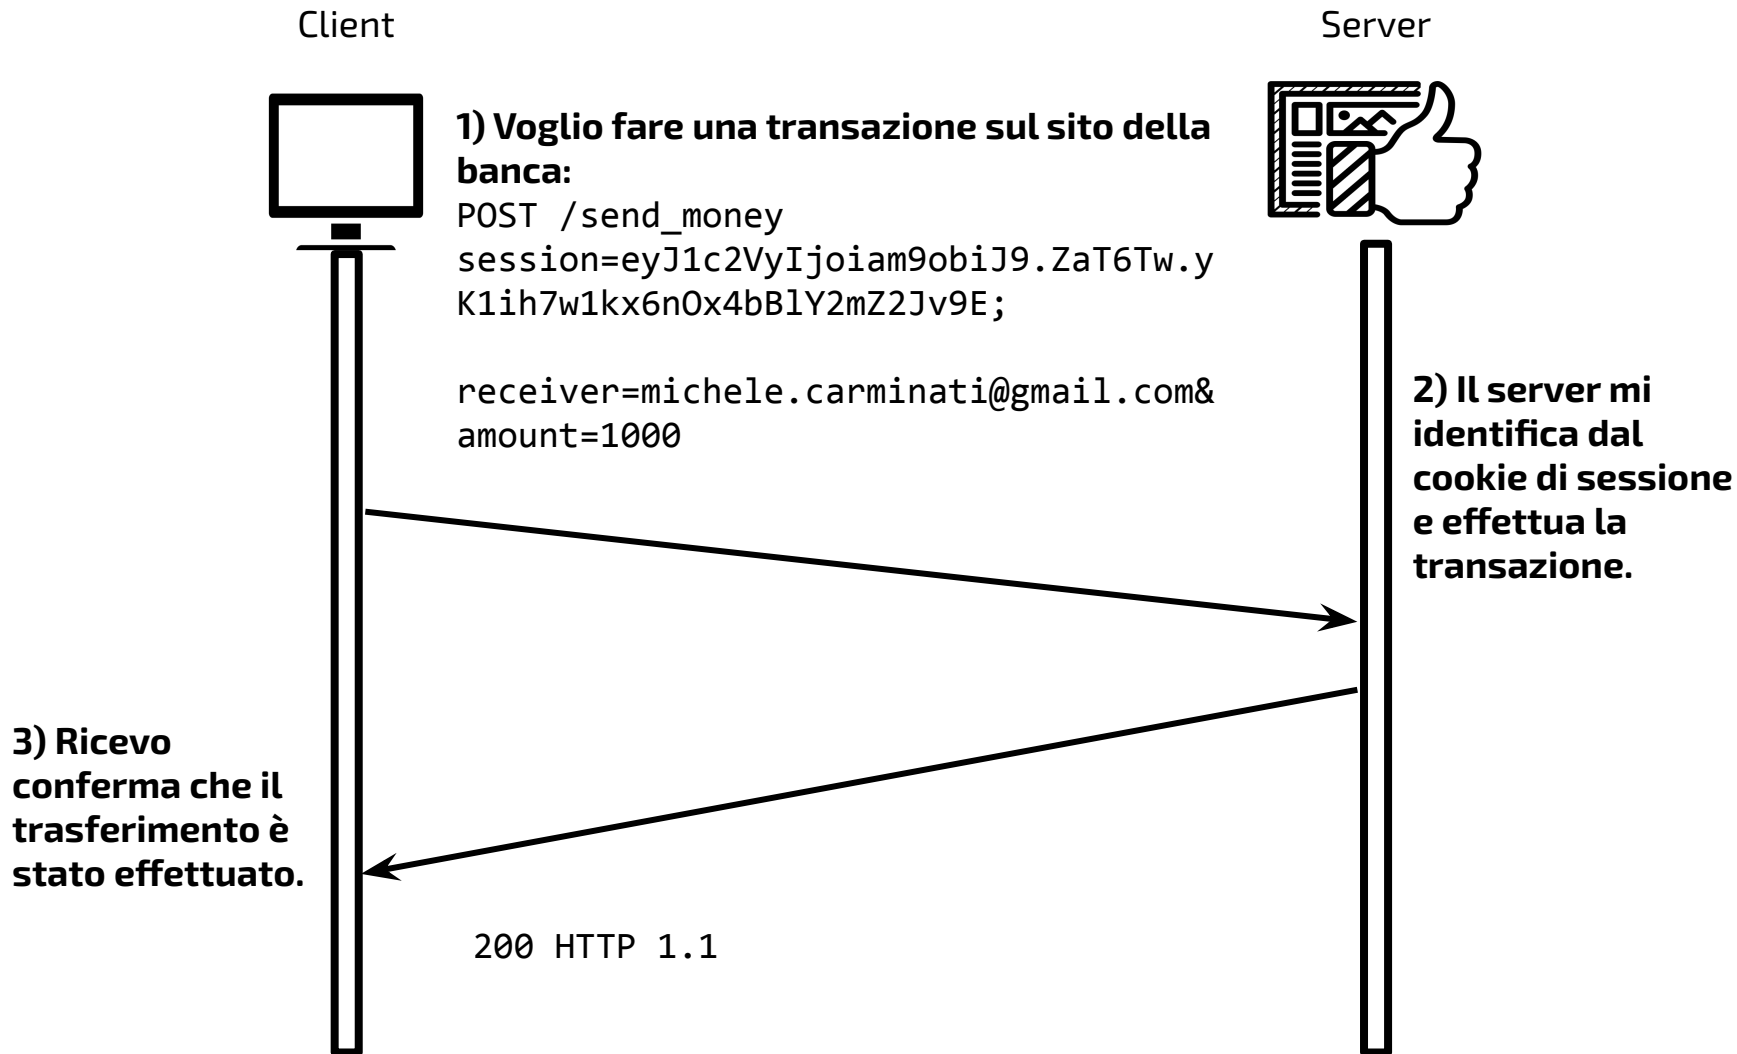 Client
Server
1) Voglio fare una transazione sul sito della
banca:
POST /send_money
session=eyJ1c2VyIjoiam9obiJ9.ZaT6Tw.y
K1ih7w1kx6nOx4bBlY2mZ2Jv9E;
receiver=michele.carminati@gmail.com&
amount=1000
2) Il server mi
identifica dal
cookie di sessione
e effettua la
transazione.
3) Ricevo
conferma che il
trasferimento è
stato effettuato.
200 HTTP 1.1